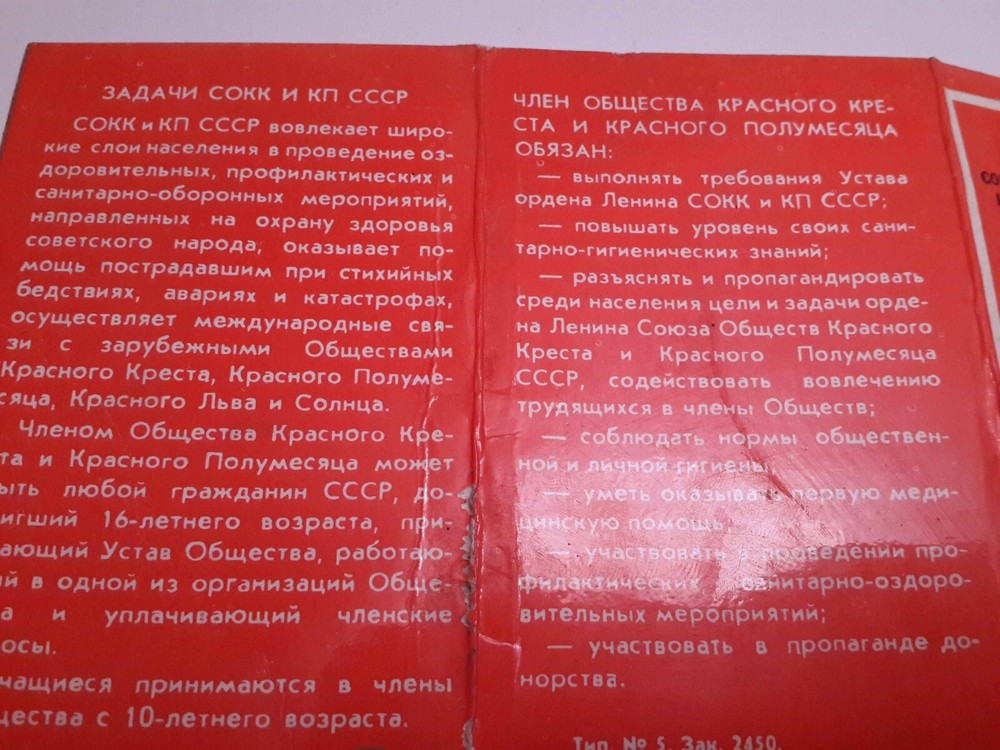 ЗАДАЧИ СОКК И КП СССР
СОКК и КП СССР вовлекает широ-
кие слои населения в проведение оз-
доровительных, профилактических и
санитарно-оборонных мероприятий,
направленных на охрану здоровья
советского народа, оказывает по-
мощь пострадавшим при стихийных
бедствиях, авариях и катастрофах,
осуществляет международные свя-
зи с зарубежными Обществами
Красного Креста, Красного Полуме-
сяца, Красного Льва и Солнца.
Членом Общества Красного Кре-
та и Красного Полумесяца может
ыть любой гражданин СССР, до-
игший 16-летнего возраста, при-
ающий Устав Общества, работаю-
ий в одной из организаций Обще-
а и уплачивающий членские
осы.
чащиеся принимаются в члены
щества с 10-летнего возраста.
ЧЛЕН ОБЩЕСТВА КРАСНОГО КРЕ-
СТА И КРАСНОГО ПОЛУМЕСЯЦА
ОБЯЗАН:
— выполнять требования Устава
ордена Ленина СОКК и КП СССР;
— повышать уровень своих сани-
тарно-гигиенических знаний;
— разъяснять и пропагандировать
среди населения цели и задачи орде-
на Ленина Союза Обществ Красного
Креста и Красного Полумесяца
СССР, содействовать вовлечению
трудящихся в члены Обществ;
— соблюдать нормы обществен-
ной и личной гигиены;
— уметь оказывать первую меди-
цинскую помощь;
— участвовать в проведении про-
филактических санитарно-оздоро-
вительных мероприятий;
— участвовать в пропаганде до-
норства.
Тип. № 5. Зак. 2450.